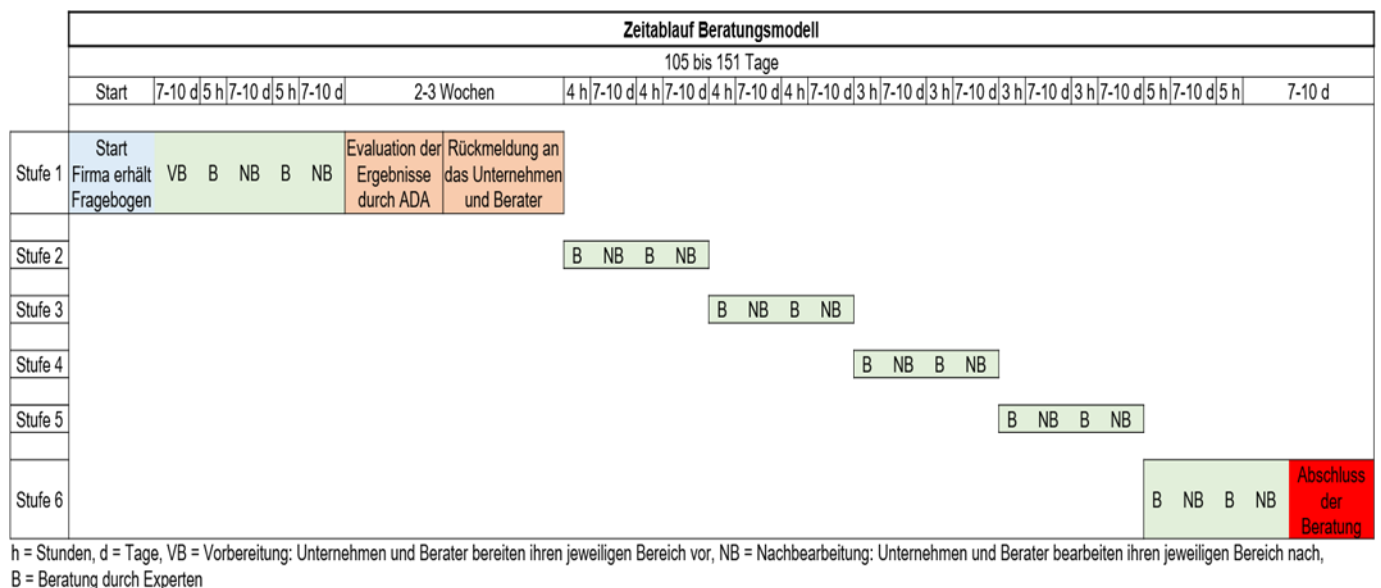 Zeitablauf Beratungsmodell
105 bis 151 Tage
Start 7-10 d 5 h 7-10 d 5 h 7-10 d 2-3 Wochen 4 h 7-10 d 4 h 7-10 d 4 h 7-10 d 4 h 7-10 d 3 h 7-10 d 3 h 7-10 d 3 h 7-10 d 3 h 7-10 d 5 h 7-10 d 5 h 7-10 d
Stufe 1
Start
Firma erhält
Fragebogen
VB B NB B NB
Evaluation der
Ergebnisse
durch ADA
Rückmeldung an
das Unternehmen
und Berater
Stufe 2 B NB B NB
Stufe 3 B NB B NB
Stufe 4 B NB B NB
Stufe 5 B NB B NB
Stufe 6 B NB B NB
Abschluss
der
Beratung
h = Stunden, d = Tage, VB = Vorbereitung: Unternehmen und Berater bereiten ihren jeweiligen Bereich vor, NB = Nachbearbeitung: Unternehmen und Berater bearbeiten ihren jeweiligen Bereich nach,
B = Beratung durch Experten